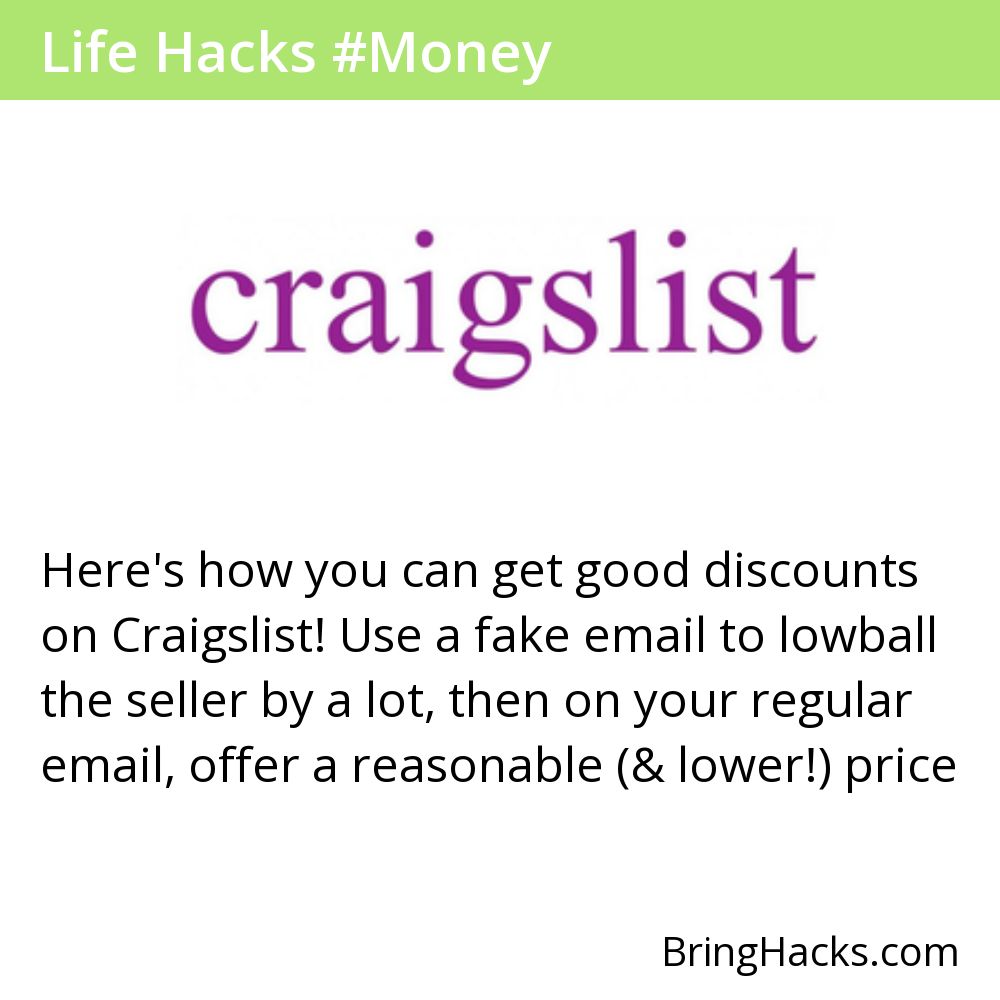 Life Hacks #Money
craigslist
Here's how you can get good discounts
on Craigslist! Use a fake email to lowball
the seller by a lot, then on your regular
email, offer a reasonable (& lower!) price
BringHacks.com